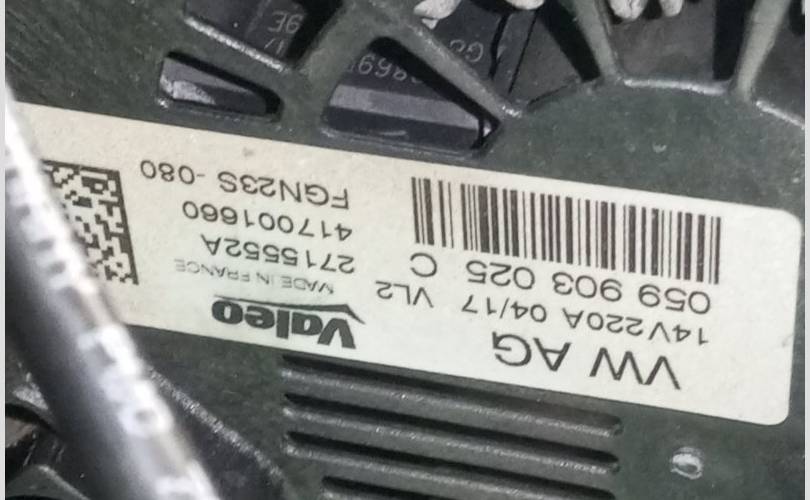 VW AG
14V220A 04/17 VL2
059 903 025 C
Valeo
MADE IN FRANCE
2715552A
417001660
FGN23S -080